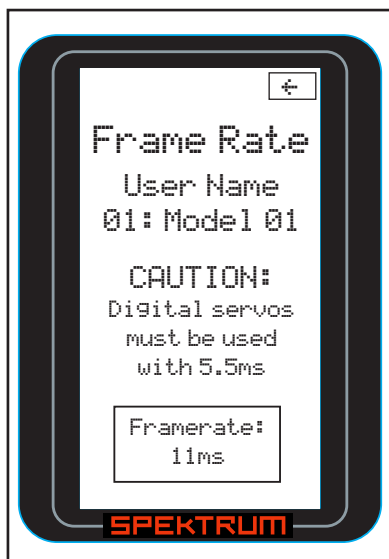 ←
Frame Rate
User Name
01: Model 01
CAUTION:
Digital servos
must be used
with 5.5ms
Framerate:
11ms
SPEKTRUM